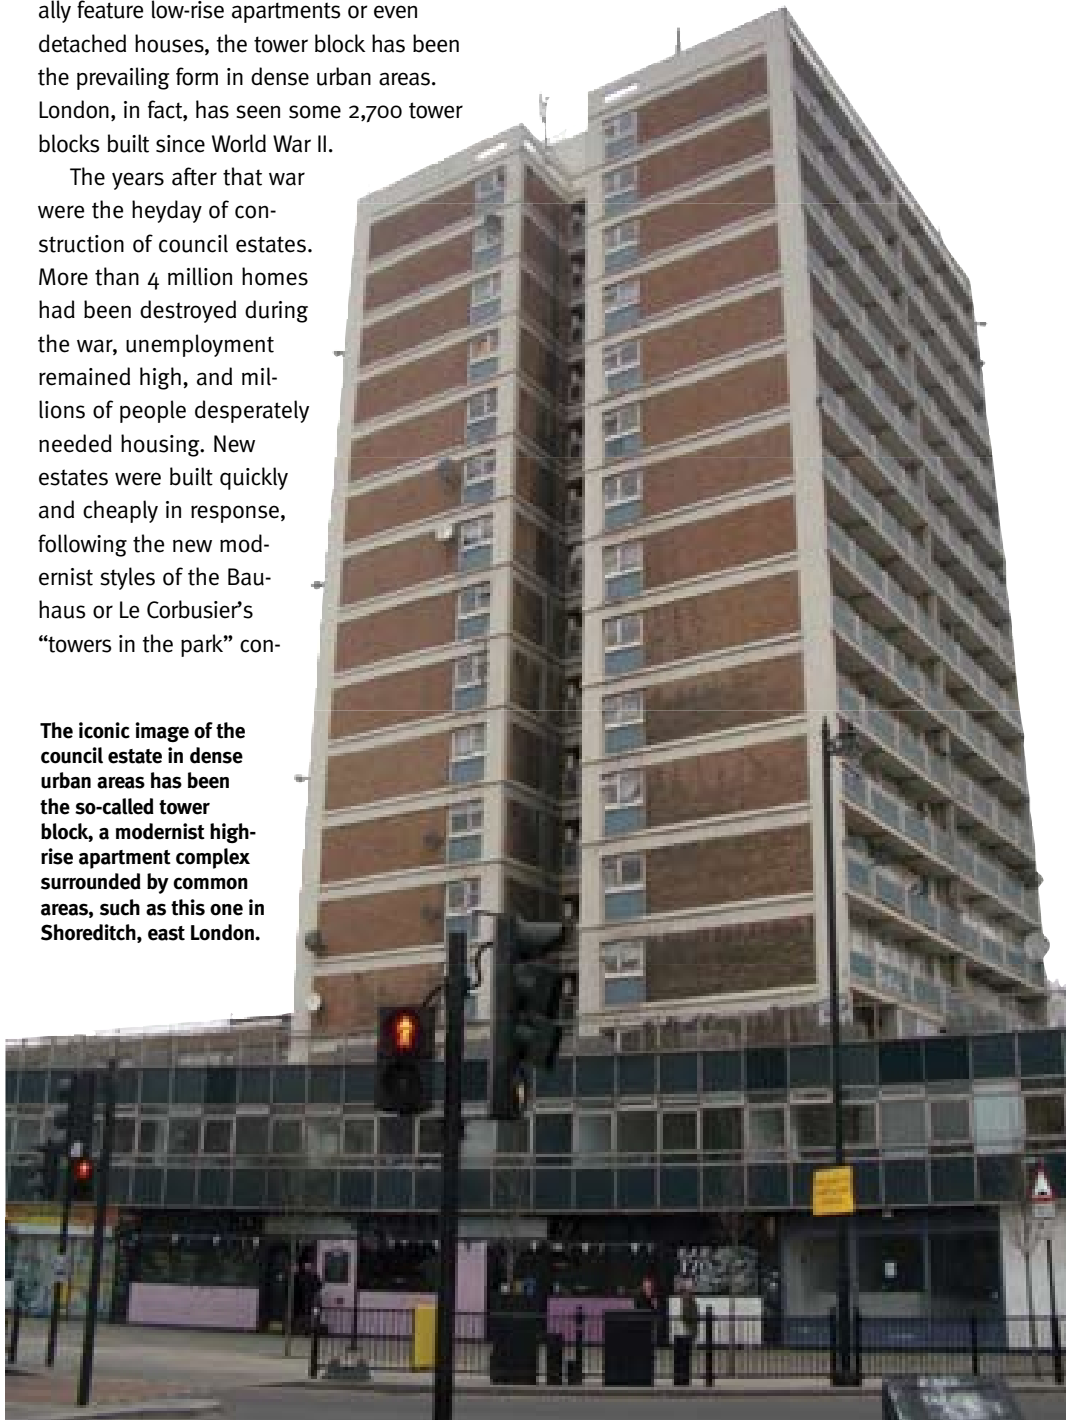 ally feature low-rise apartments or even
detached houses, the tower block has been
the prevailing form in dense urban areas.
London, in fact, has seen some 2,700 tower
blocks built since World War II.
The years after that war
were the heyday of con-
struction of council estates.
More than 4 million homes
had been destroyed during
the war, unemployment
remained high, and mil-
lions of people desperately
needed housing. New
estates were built quickly
and cheaply in response,
following the new mod-
ernist styles of the Bau-
haus or Le Corbusier’s
“towers in the park” con-
The iconic image of the
council estate in dense
urban areas has been
the so-called tower
block, a modernist high-
rise apartment complex
surrounded by common
areas, such as this one in
Shoreditch, east London.